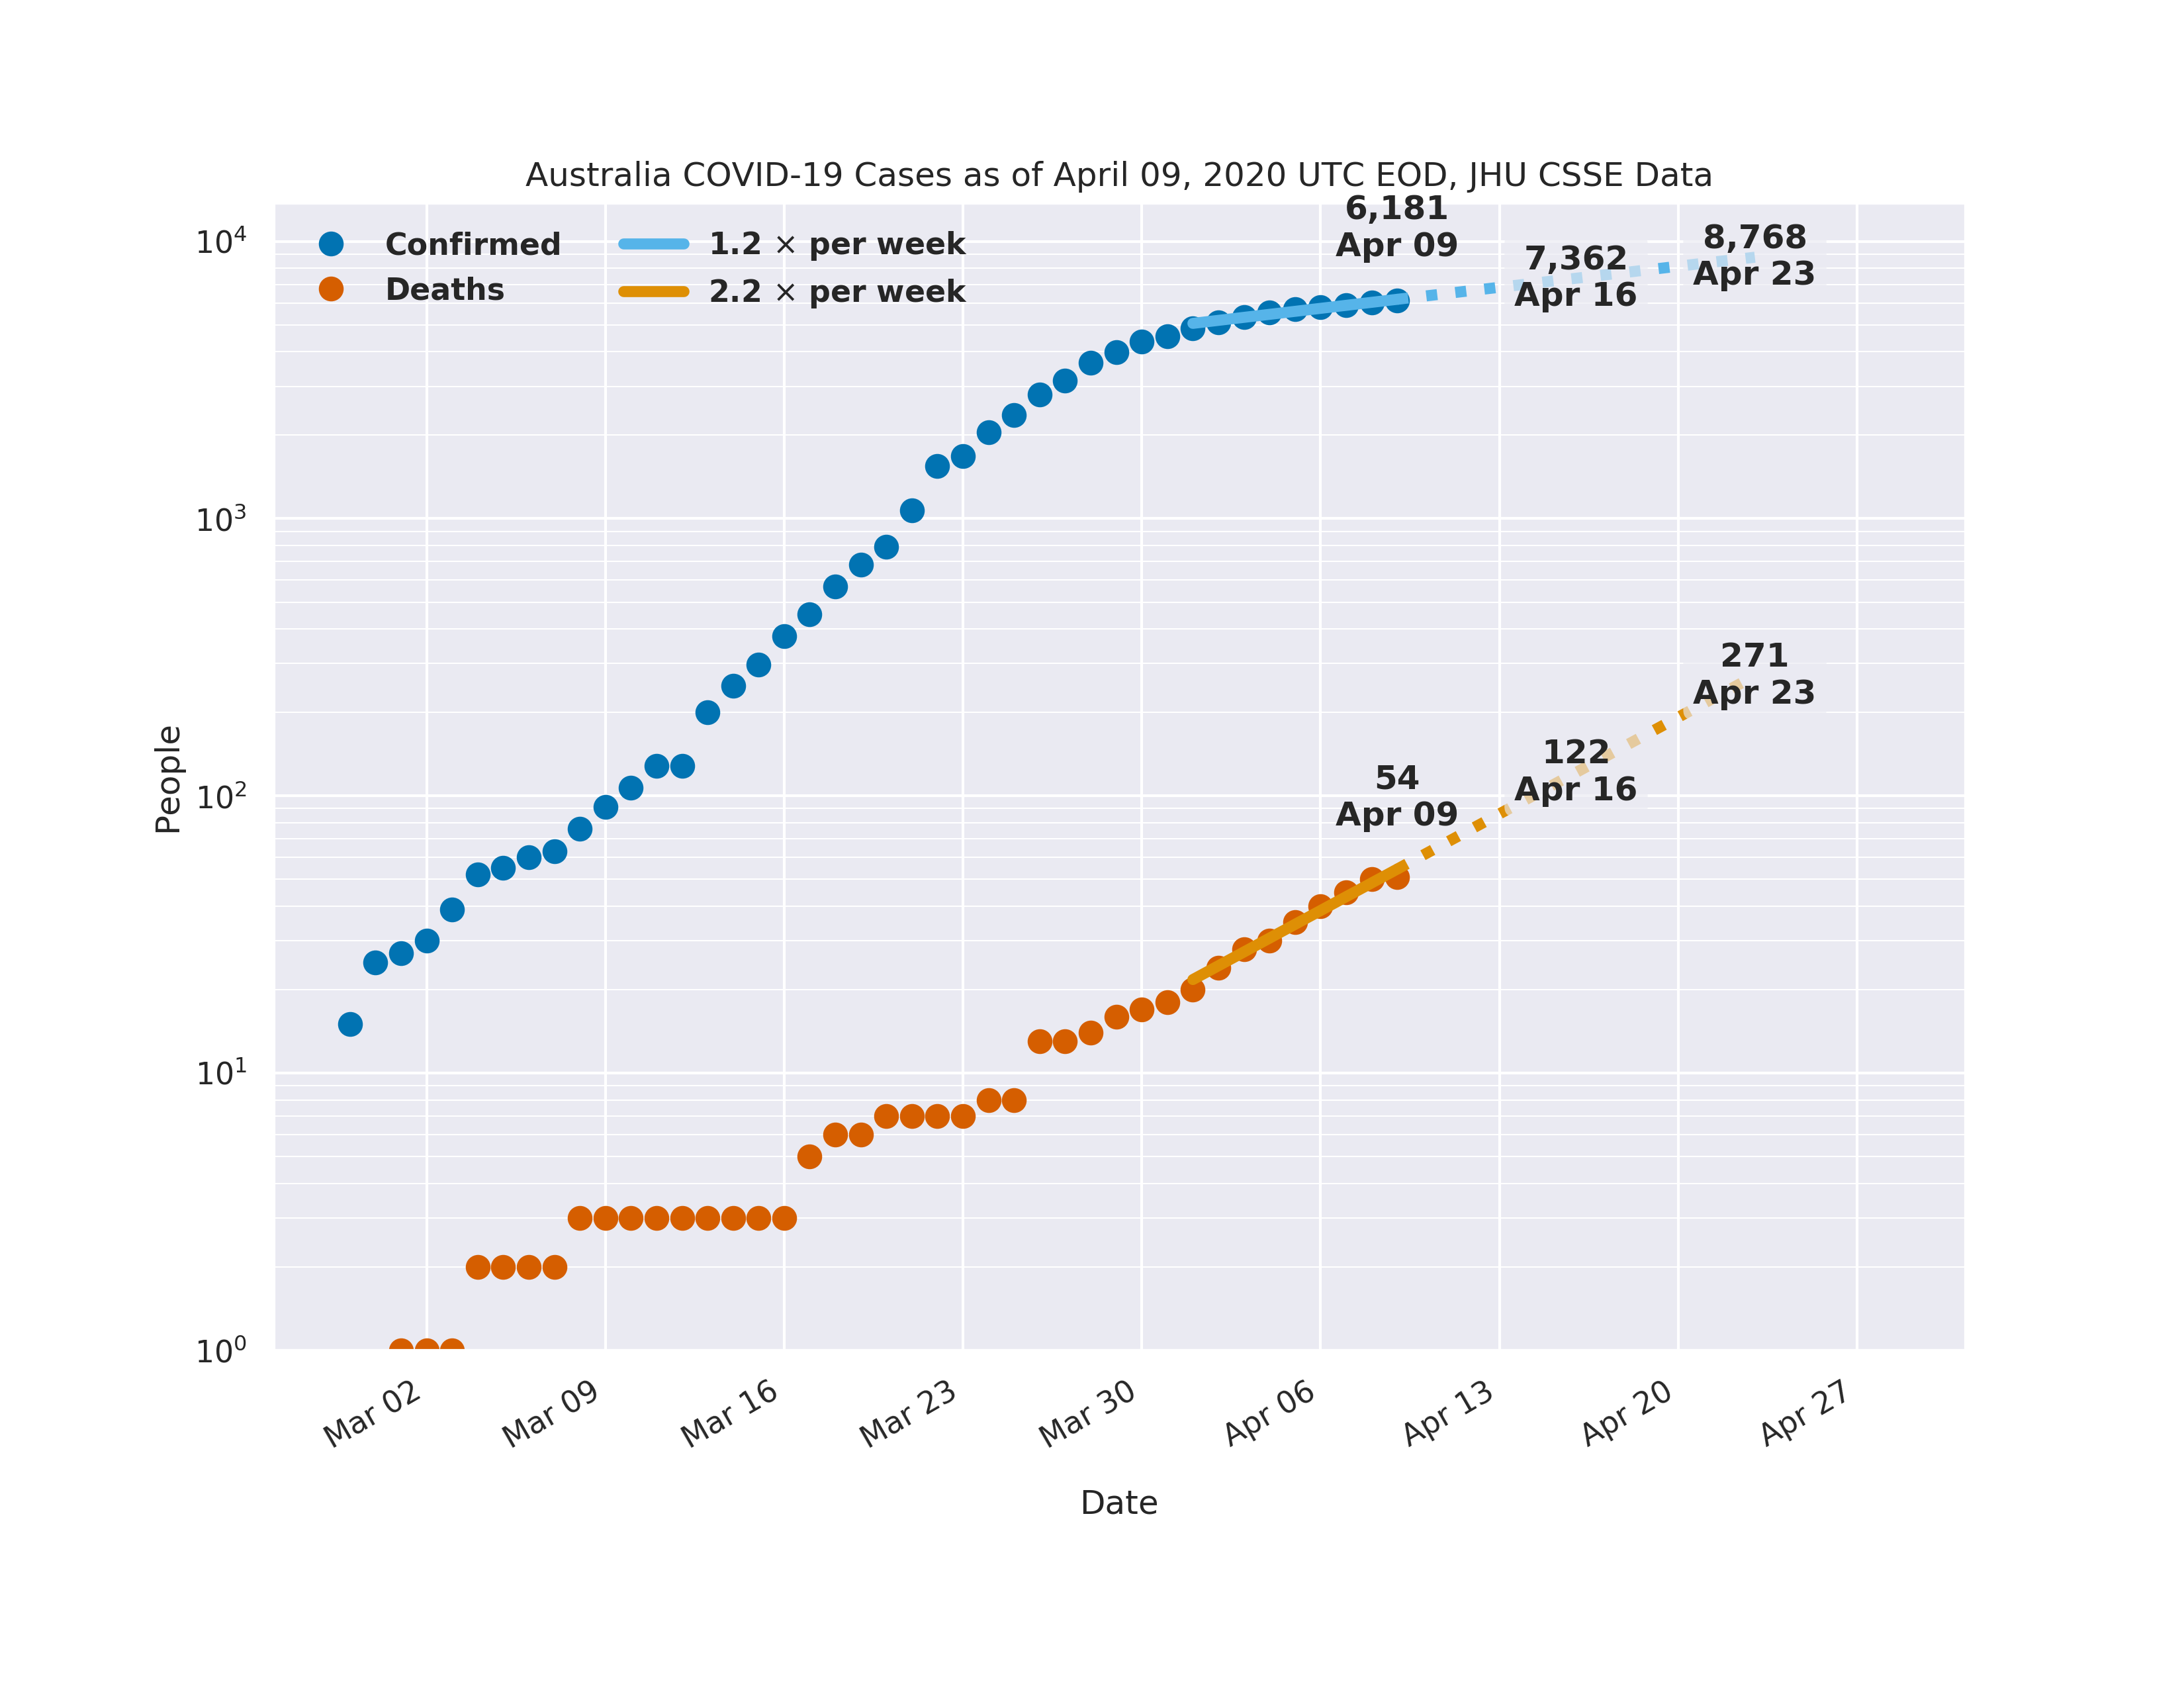 Australia COVID-19 Cases as of April 09, 2020 UTC EOD, JHU CSSE Data
Confirmed
Deaths
1.2 × per week
2.2 × per week
6,181
Apr 09
7,362
Apr 16
8,768
Apr 23
54
Apr 09
122
Apr 16
271
Apr 23
People
10⁴
10³
10²
10¹
10⁰
Mar 02
Mar 09
Mar 16
Mar 23
Mar 30
Apr 06
Apr 13
Apr 20
Apr 27
Date